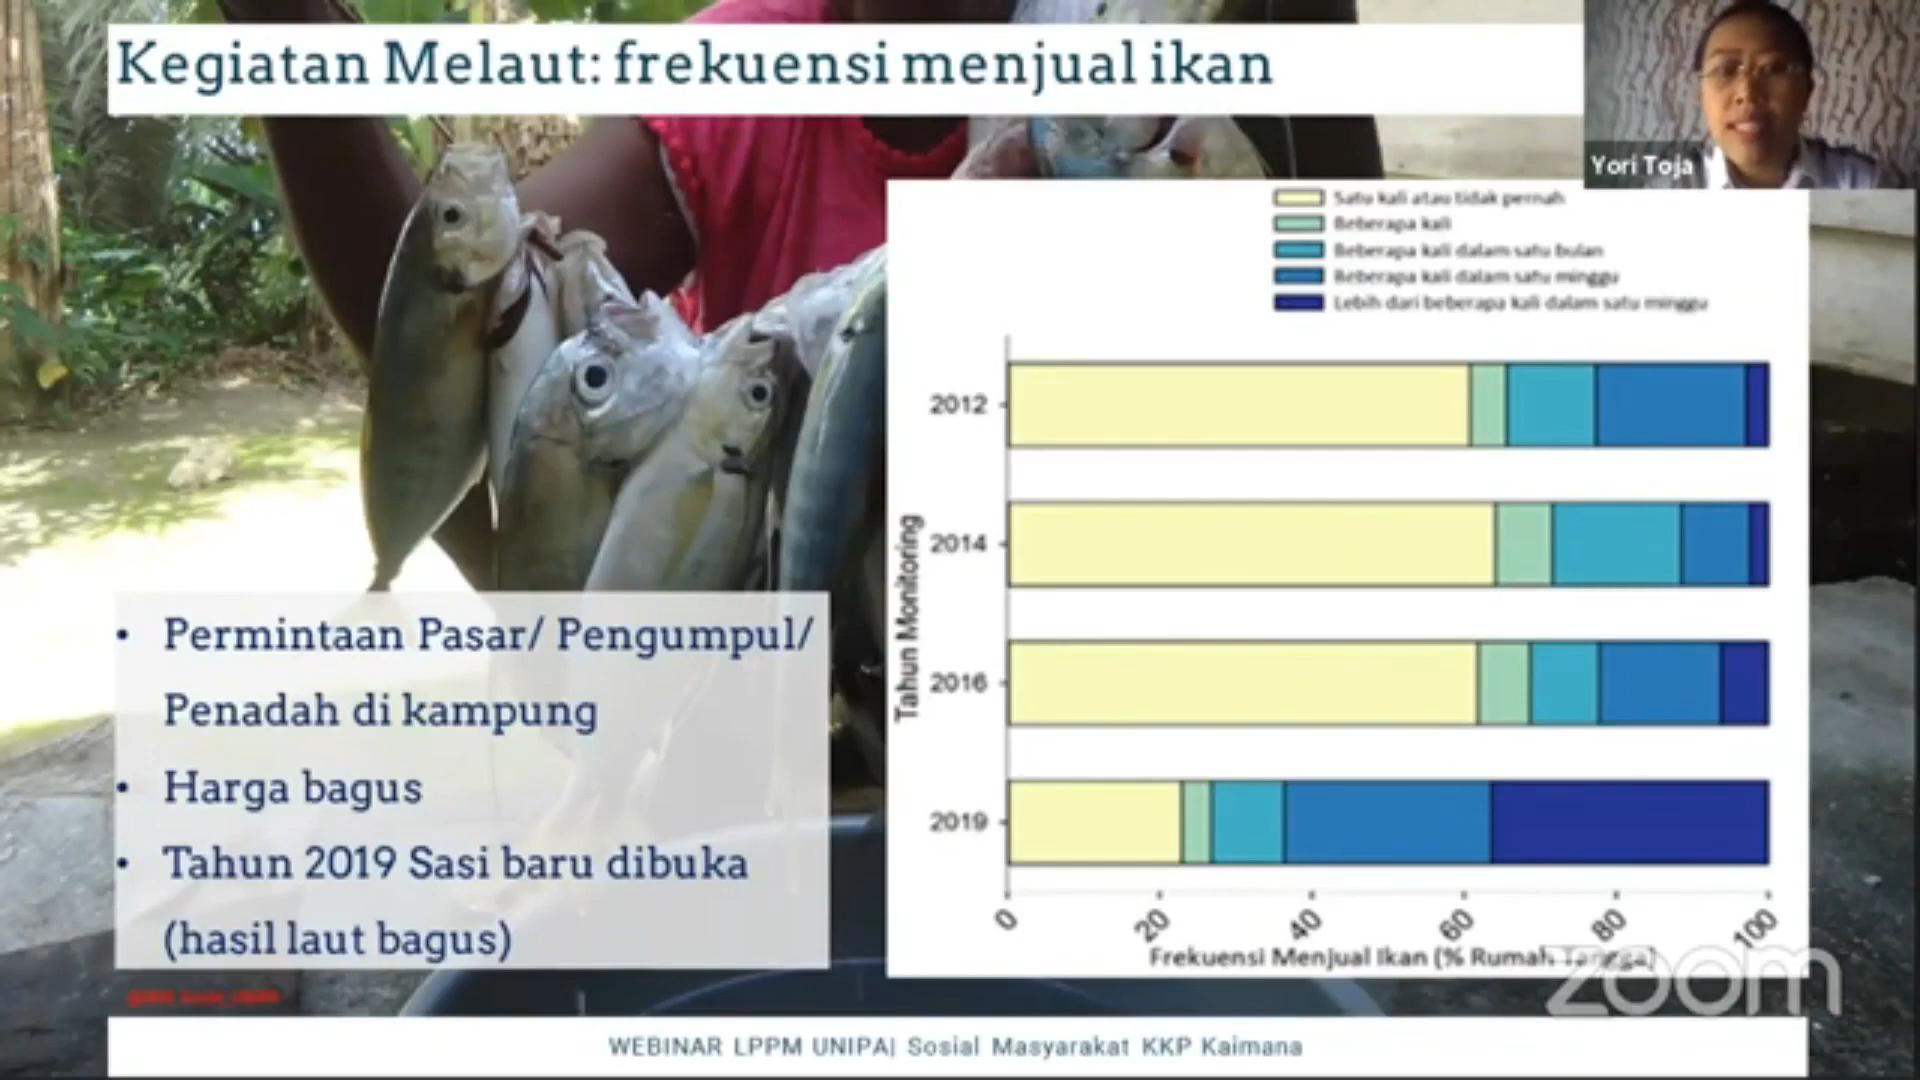 Kegiatan Melaut: frekuensi menjual ikan
Yori Toja
Satu kali atau tidak pernah
Beberapa kali
Beberapa kali dalam satu bulan
Beberapa kali dalam satu minggu
Lebih dari beberapa kali dalam satu minggu
Tahun Monitoring
2012
2014
2016
2019
0 20 40 60 80 100
Frekuensi Menjual Ikan (% Rumah Tangga)
• Permintaan Pasar/ Pengumpul/
Penadah di kampung
• Harga bagus
• Tahun 2019 Sasi baru dibuka
(hasil laut bagus)
zoom
WEBINAR LPPM UNIPA| Sosial Masyarakat KKP Kaimana